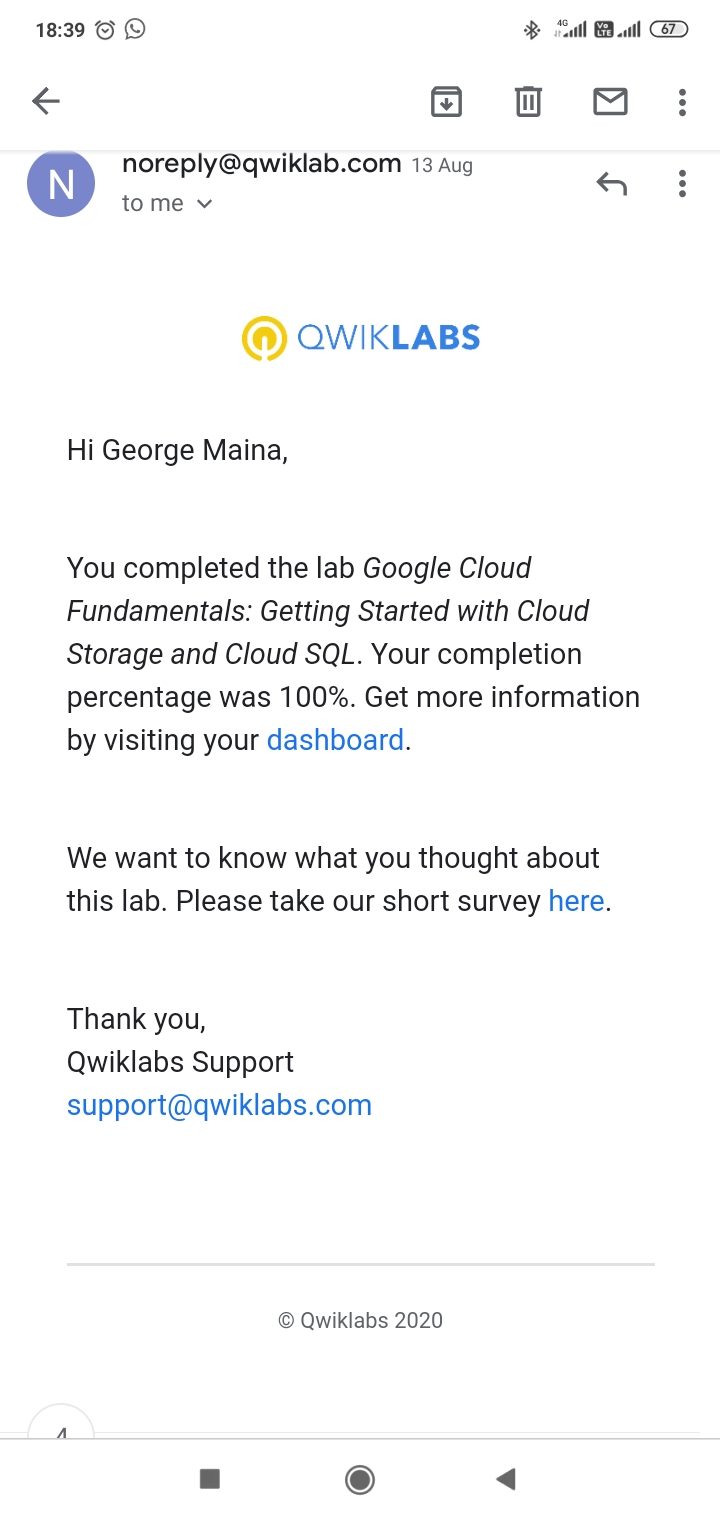 18:39 4G Vo LTE 67
N noreply@qwiklab.com 13 Aug
to me
QWIKLABS
Hi George Maina,
You completed the lab Google Cloud
Fundamentals: Getting Started with Cloud
Storage and Cloud SQL. Your completion
percentage was 100%. Get more information
by visiting your dashboard.
We want to know what you thought about
this lab. Please take our short survey here.
Thank you,
Qwiklabs Support
support@qwiklabs.com
© Qwiklabs 2020